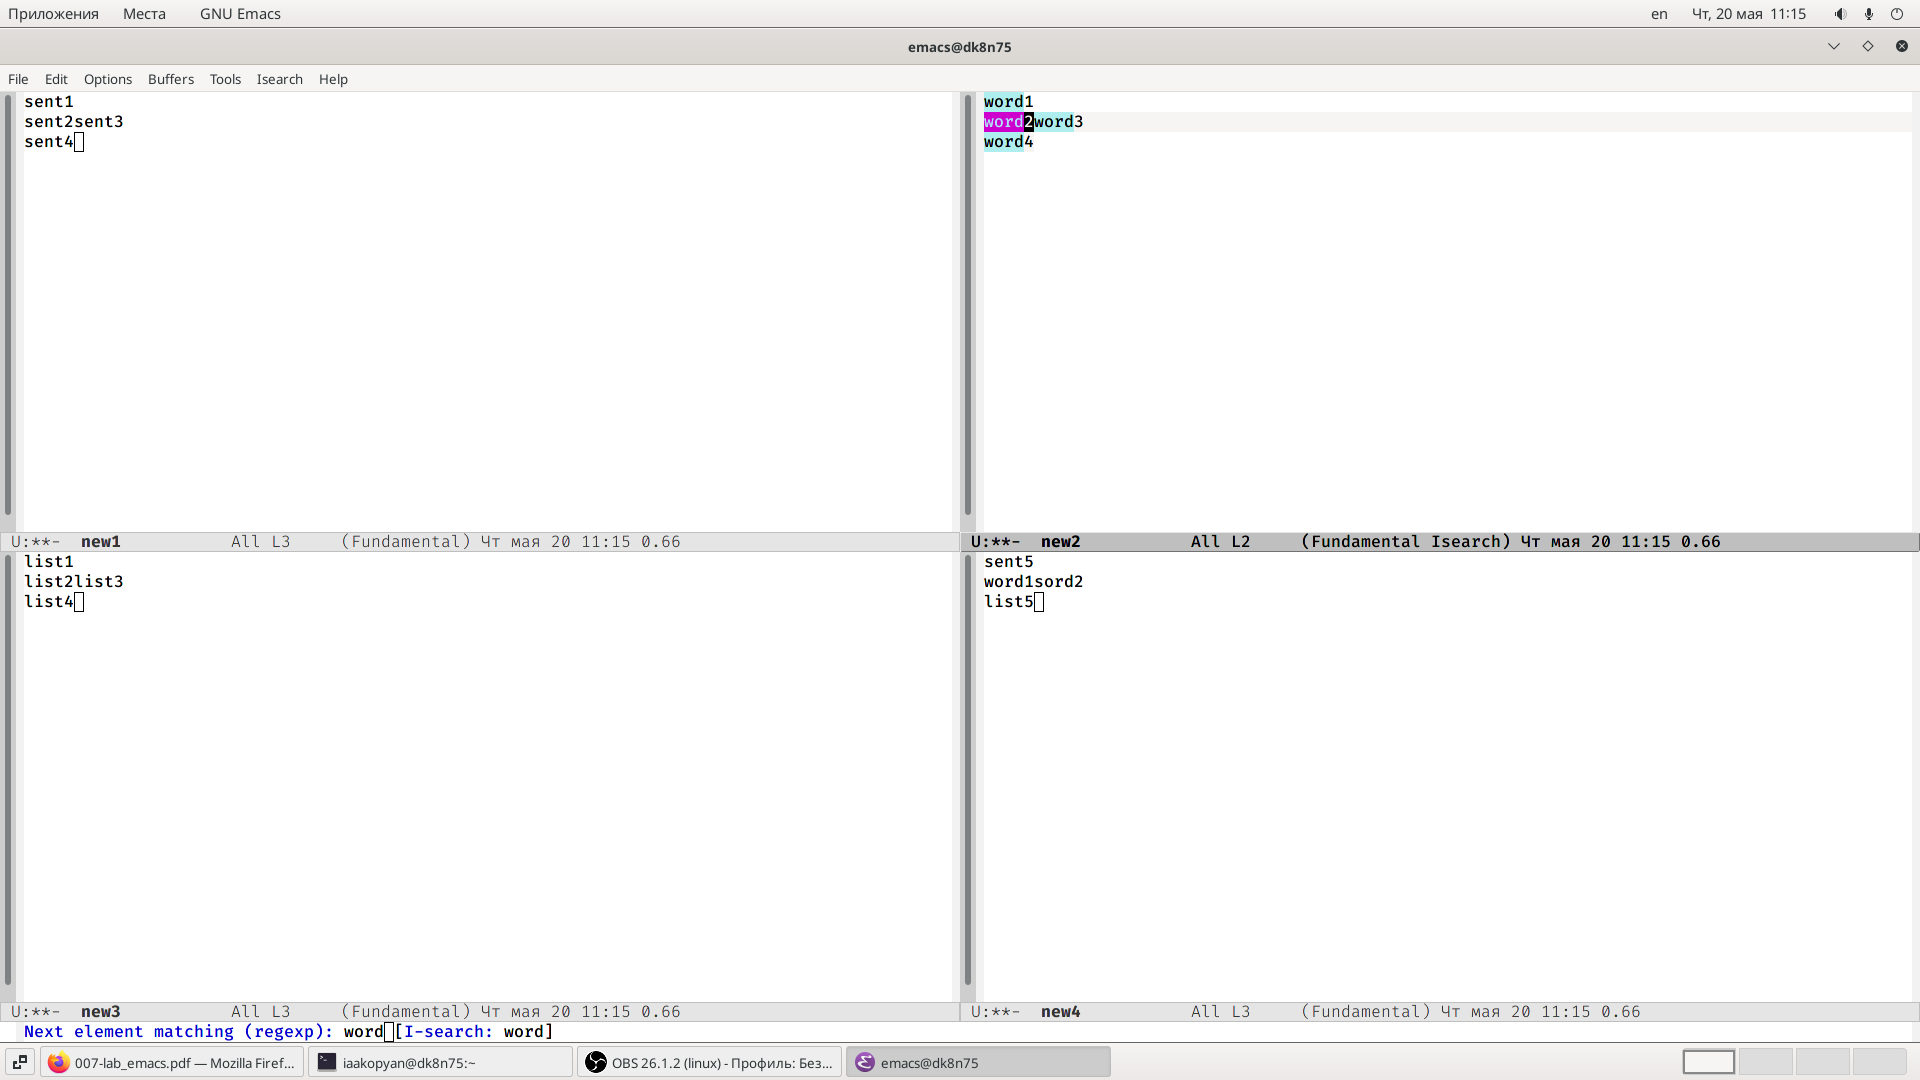 Приложения Места GNU Emacs en Чт, 20 мая 11:15
emacs@dk8n75
File Edit Options Buffers Tools Isearch Help
sent1
sent2sent3
sent4
U:**- new1 All L3 (Fundamental) Чт мая 20 11:15 0.66
word1
word2word3
word4
U:**- new2 All L2 (Fundamental Isearch) Чт мая 20 11:15 0.66
list1
list2list3
list4
U:**- new3 All L3 (Fundamental) Чт мая 20 11:15 0.66
sent5
word1sord2
list5
U:**- new4 All L3 (Fundamental) Чт мая 20 11:15 0.66
Next element matching (regexp): word [I-search: word]
007-lab_emacs.pdf — Mozilla Firef... iaakopyan@dk8n75:~ OBS 26.1.2 (linux) - Профиль: Без... emacs@dk8n75